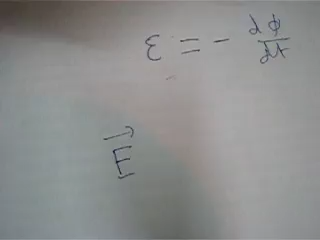 ε = - dϕ/dt
E⃗